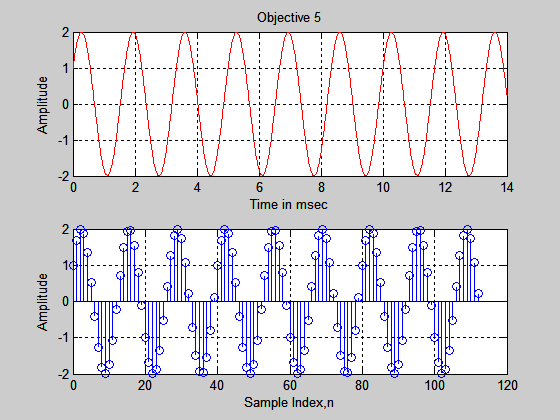 Objective 5
2
1
0
-1
-2
Amplitude
0 2 4 6 8 10 12 14
Time in msec
2
1
0
-1
-2
Amplitude
0 20 40 60 80 100 120
Sample Index,n